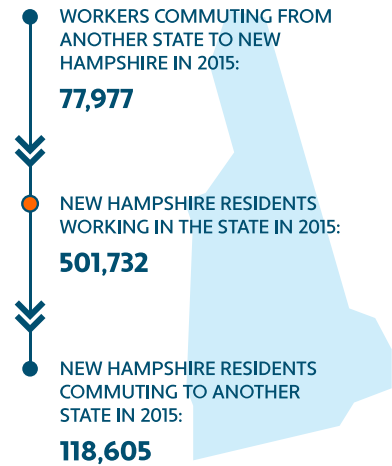 WORKERS COMMUTING FROM
ANOTHER STATE TO NEW
HAMPSHIRE IN 2015:
77,977
NEW HAMPSHIRE RESIDENTS
WORKING IN THE STATE IN 2015:
501,732
NEW HAMPSHIRE RESIDENTS
COMMUTING TO ANOTHER
STATE IN 2015:
118,605